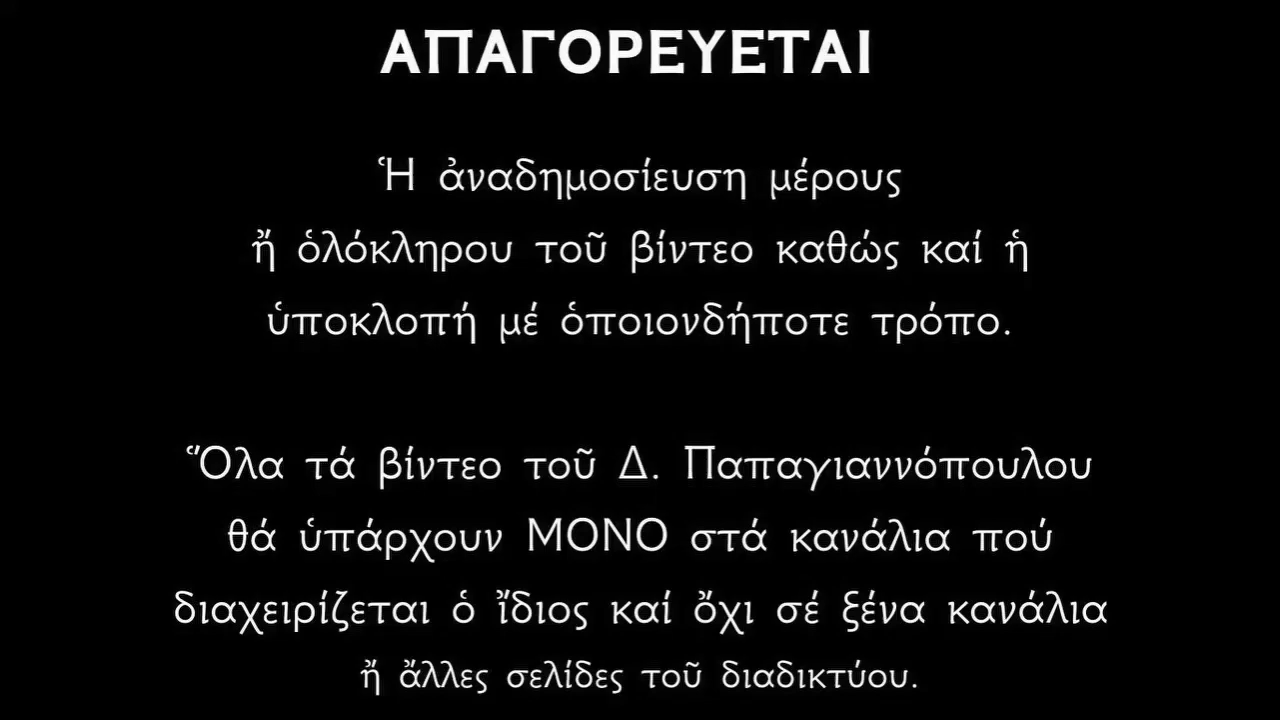 ΑΠΑΓΟΡΕΥΕΤΑΙ
Ἡ ἀναδημοσίευση μέρους
ἤ ὁλόκληρου τοῦ βίντεο καθώς καί ἡ
ὑποκλοπή μέ ὁποιονδήποτε τρόπο.
Ὅλα τά βίντεο τοῦ Δ. Παπαγιαννόπουλου
θά ὑπάρχουν ΜΟΝΟ στά κανάλια πού
διαχειρίζεται ὁ ἴδιος καί ὄχι σέ ξένα κανάλια
ἤ ἄλλες σελίδες τοῦ διαδικτύου.